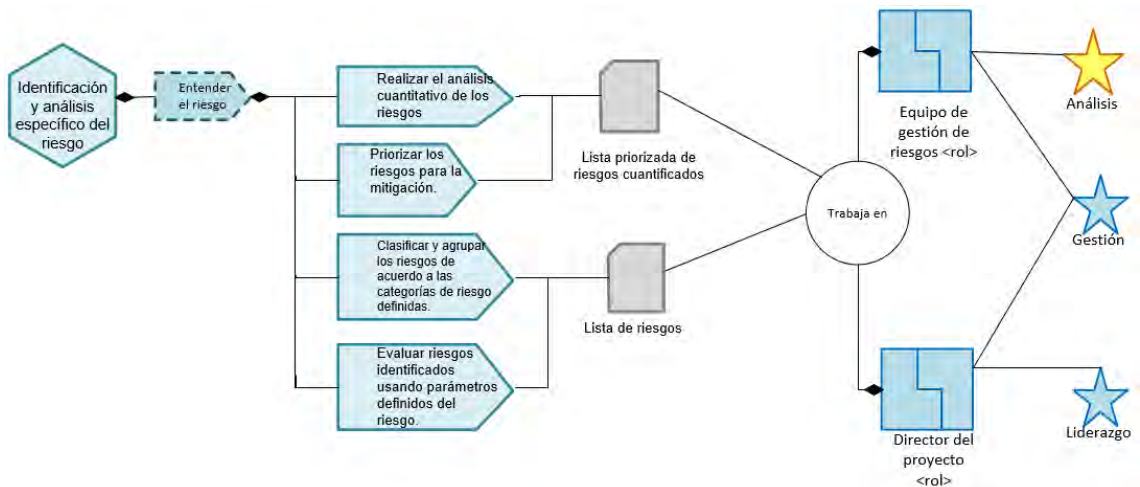 Identificación
y análisis
específico del
riesgo
Entender
el riesgo
Realizar el análisis
cuantitativo de los
riesgos
Priorizar los
riesgos para la
mitigación.
Clasificar y agrupar
los riesgos de
acuerdo a las
categorías de riesgo
definidas.
Evaluar riesgos
identificados
usando parámetros
definidos del
riesgo.
Lista priorizada de
riesgos cuantificados
Lista de riesgos
Trabaja en
Equipo de
gestión de
riesgos <rol>
Director del
proyecto
<rol>
Análisis
Gestión
Liderazgo